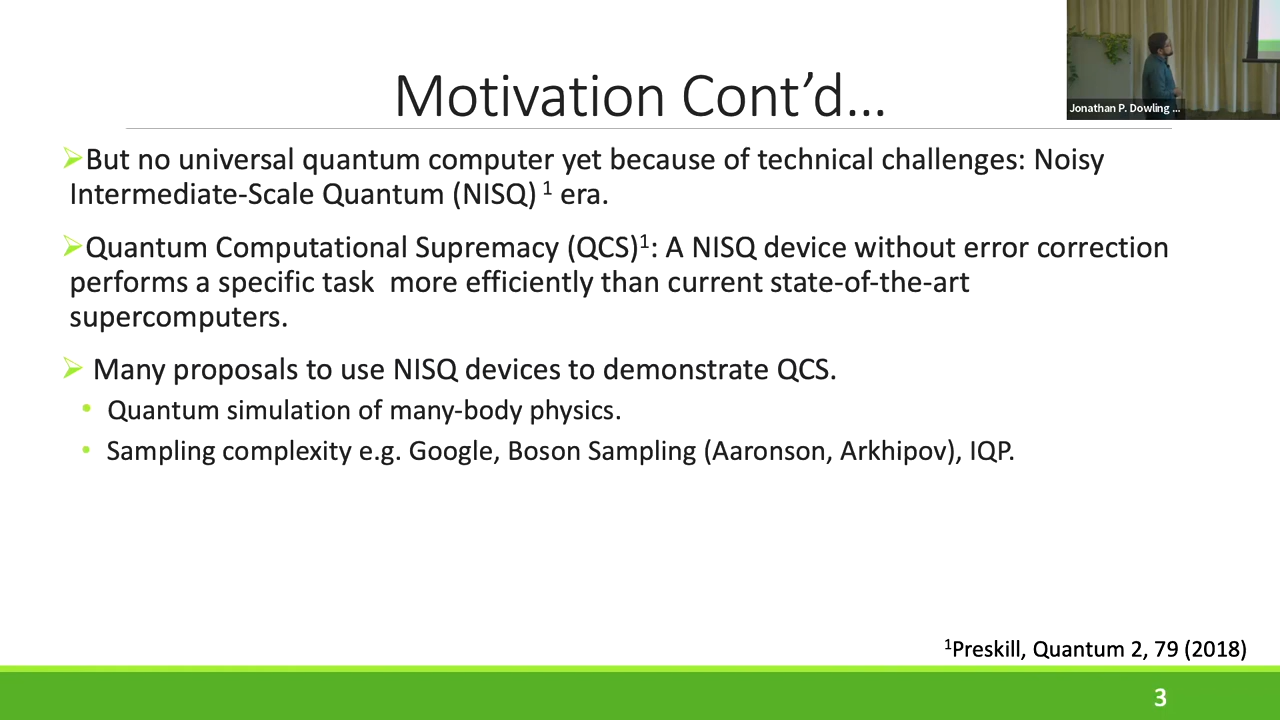 Jonathan P. Dowling ...
Motivation Cont’d...
➢But no universal quantum computer yet because of technical challenges: Noisy
Intermediate-Scale Quantum (NISQ) ¹ era.
➢Quantum Computational Supremacy (QCS)¹: A NISQ device without error correction
performs a specific task more efficiently than current state-of-the-art
supercomputers.
➢ Many proposals to use NISQ devices to demonstrate QCS.
• Quantum simulation of many-body physics.
• Sampling complexity e.g. Google, Boson Sampling (Aaronson, Arkhipov), IQP.
¹Preskill, Quantum 2, 79 (2018)
3